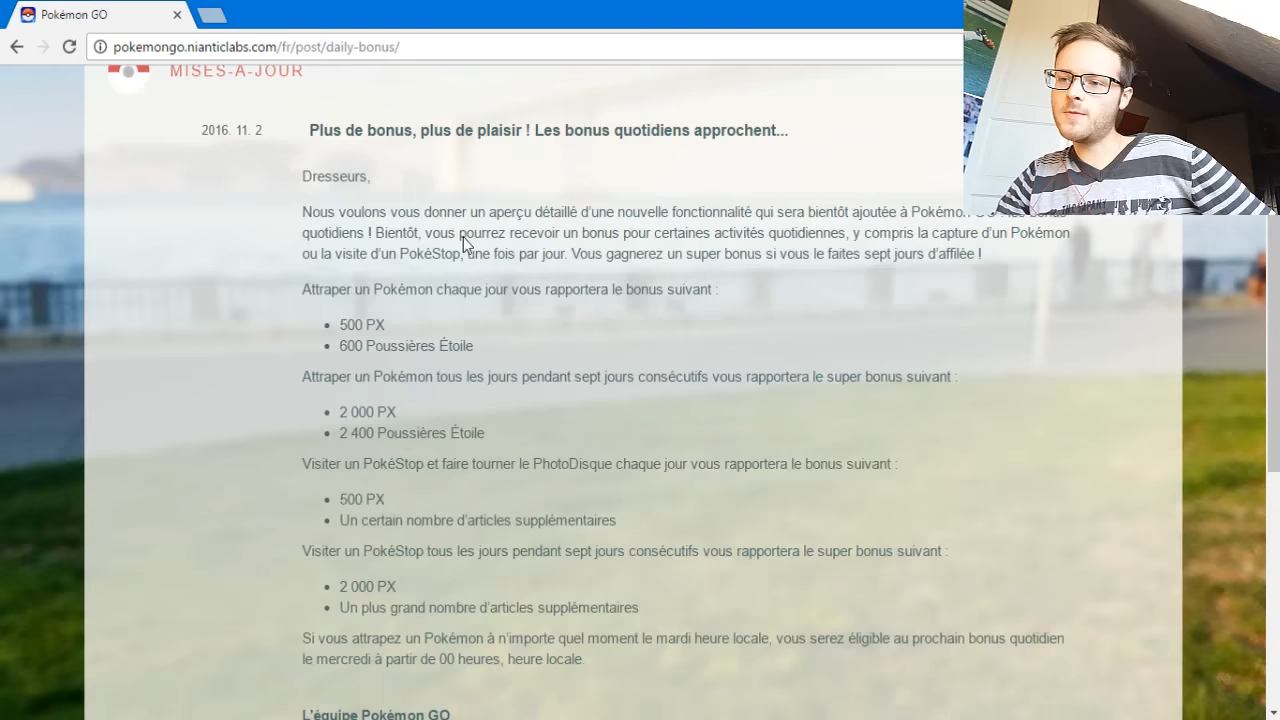 Pokémon GO
pokemongo.nianticlabs.com/fr/post/daily-bonus/
MISES-À-JOUR
2016. 11. 2 Plus de bonus, plus de plaisir ! Les bonus quotidiens approchent...
Dresseurs,
Nous voulons vous donner un aperçu détaillé d'une nouvelle fonctionnalité qui sera bientôt ajoutée à Pokémon
quotidiens ! Bientôt, vous pourrez recevoir un bonus pour certaines activités quotidiennes, y compris la capture d'un Pokémon
ou la visite d'un PokéStop, une fois par jour. Vous gagnerez un super bonus si vous le faites sept jours d'affilée !
Attraper un Pokémon chaque jour vous rapportera le bonus suivant :
• 500 PX
• 600 Poussières Étoile
Attraper un Pokémon tous les jours pendant sept jours consécutifs vous rapportera le super bonus suivant :
• 2 000 PX
• 2 400 Poussières Étoile
Visiter un PokéStop et faire tourner le PhotoDisque chaque jour vous rapportera le bonus suivant :
• 500 PX
• Un certain nombre d'articles supplémentaires
Visiter un PokéStop tous les jours pendant sept jours consécutifs vous rapportera le super bonus suivant :
• 2 000 PX
• Un plus grand nombre d'articles supplémentaires
Si vous attrapez un Pokémon à n'importe quel moment le mardi heure locale, vous serez éligible au prochain bonus quotidien
le mercredi à partir de 00 heures, heure locale.
L'équipe Pokémon GO